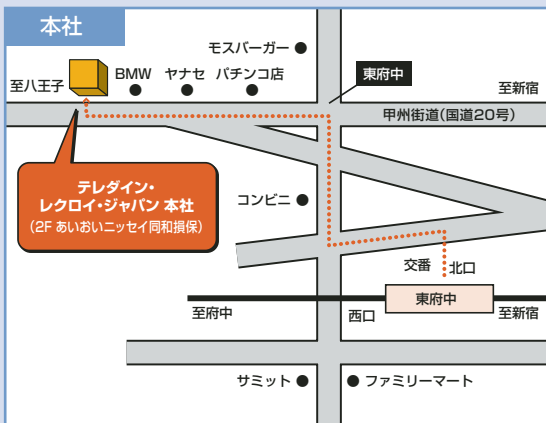 本社
モスバーガー
至八王子
BMW
ヤナセ
パチンコ店
東府中
至新宿
甲州街道(国道20号)
テレダイン・
レクロイ・ジャパン 本社
(2F あいおいニッセイ同和損保)
コンビニ
交番
北口
東府中
至府中
西口
至新宿
サミット
ファミリーマート